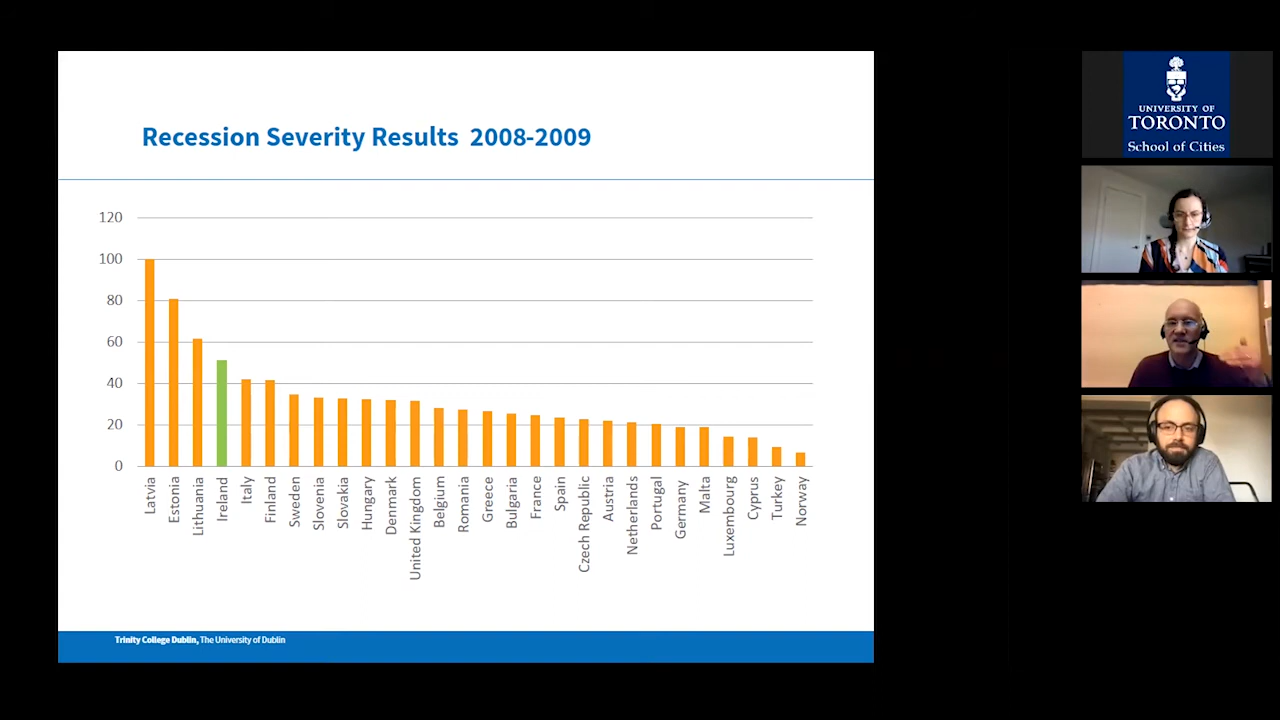 Recession Severity Results 2008-2009
120
100
80
60
40
20
0
Latvia
Estonia
Lithuania
Ireland
Italy
Finland
Sweden
Slovenia
Slovakia
Hungary
Denmark
United Kingdom
Belgium
Romania
Greece
Bulgaria
France
Spain
Czech Republic
Austria
Netherlands
Portugal
Germany
Malta
Luxembourg
Cyprus
Turkey
Norway
Trinity College Dublin, The University of Dublin
UNIVERSITY OF
TORONTO
School of Cities